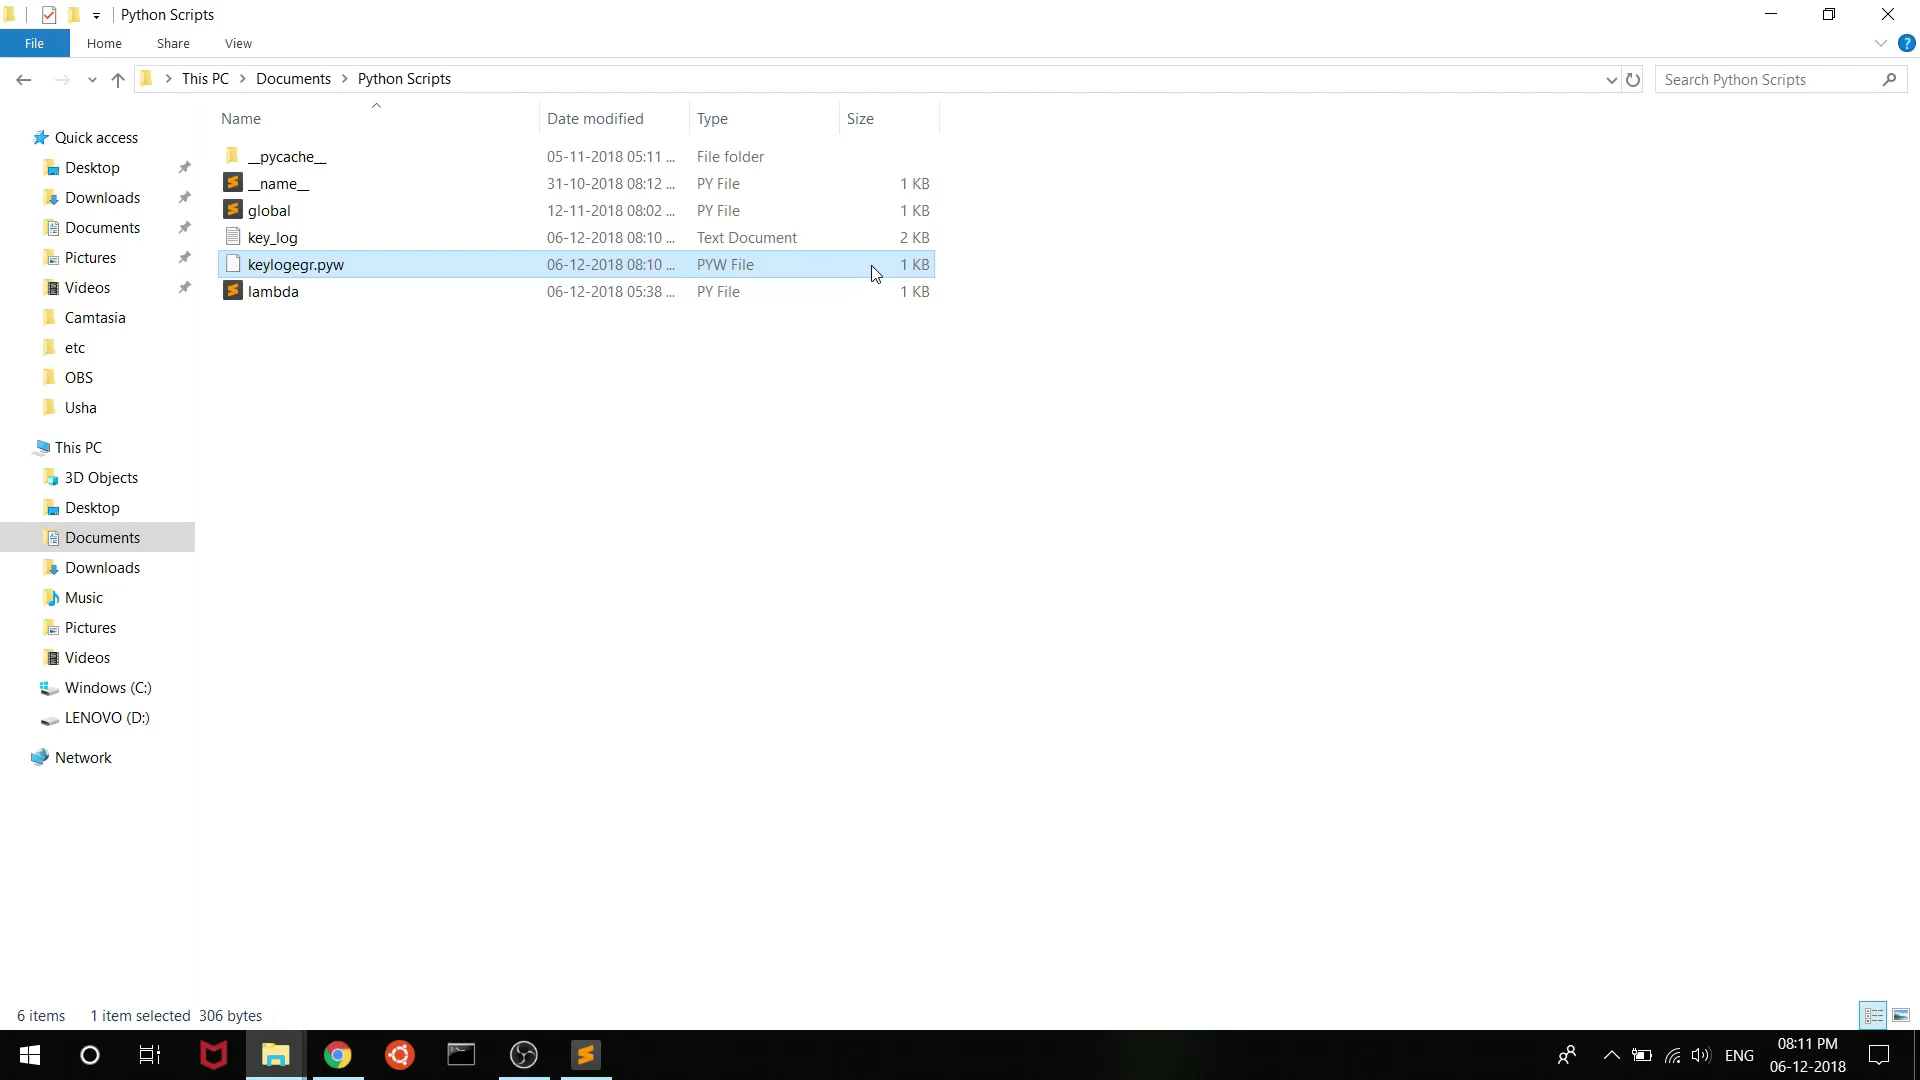 Python Scripts
File Home Share View
This PC Documents Python Scripts
Search Python Scripts
Name Date modified Type Size
Quick access
Desktop
Downloads
Documents
Pictures
Videos
Camtasia
etc
OBS
Usha
This PC
3D Objects
Desktop
Documents
Downloads
Music
Pictures
Videos
Windows (C:)
LENOVO (D:)
Network
__pycache__ 05-11-2018 05:11 ... File folder
__name__ 31-10-2018 08:12 ... PY File 1 KB
global 12-11-2018 08:02 ... PY File 1 KB
key_log 06-12-2018 08:10 ... Text Document 2 KB
keylogegr.pyw 06-12-2018 08:10 ... PYW File 1 KB
lambda 06-12-2018 05:38 ... PY File 1 KB
6 items 1 item selected 306 bytes
ENG
08:11 PM
06-12-2018